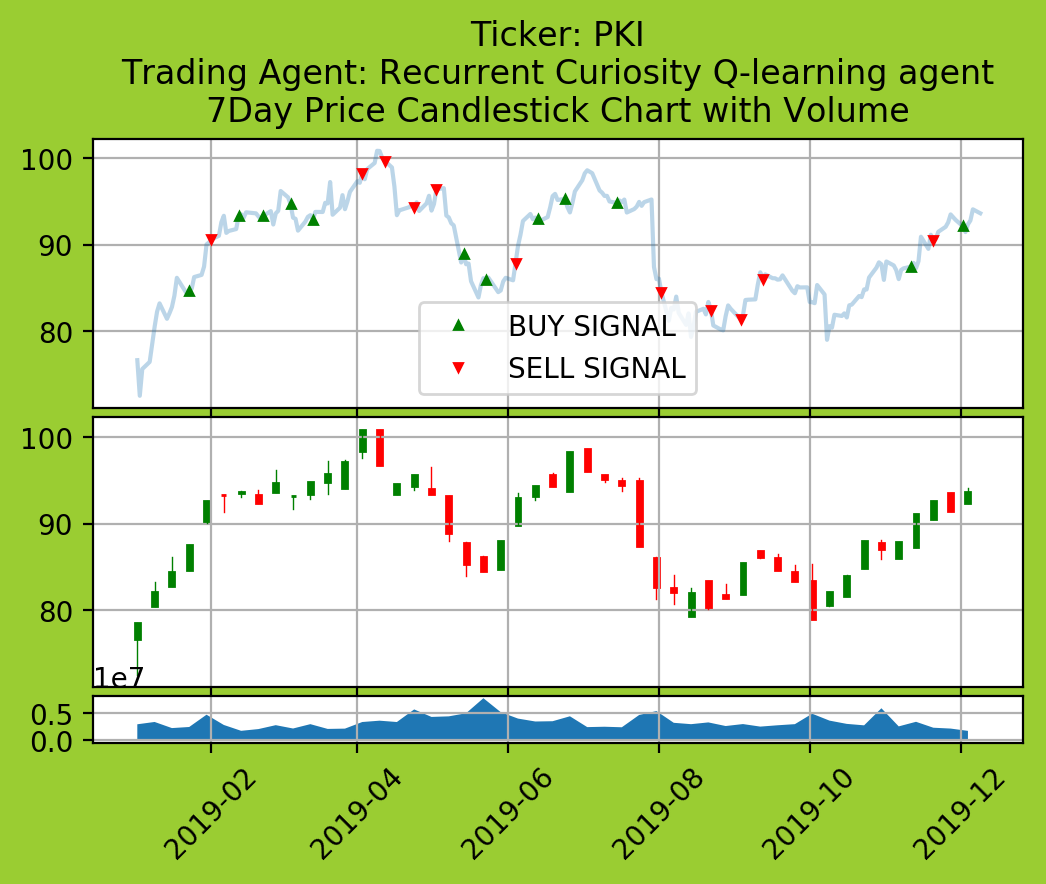 Ticker: PKI
Trading Agent: Recurrent Curiosity Q-learning agent
7Day Price Candlestick Chart with Volume
100
90
80
BUY SIGNAL
SELL SIGNAL
100
90
80
1e7
0.5
0.0
2019-02
2019-04
2019-06
2019-08
2019-10
2019-12